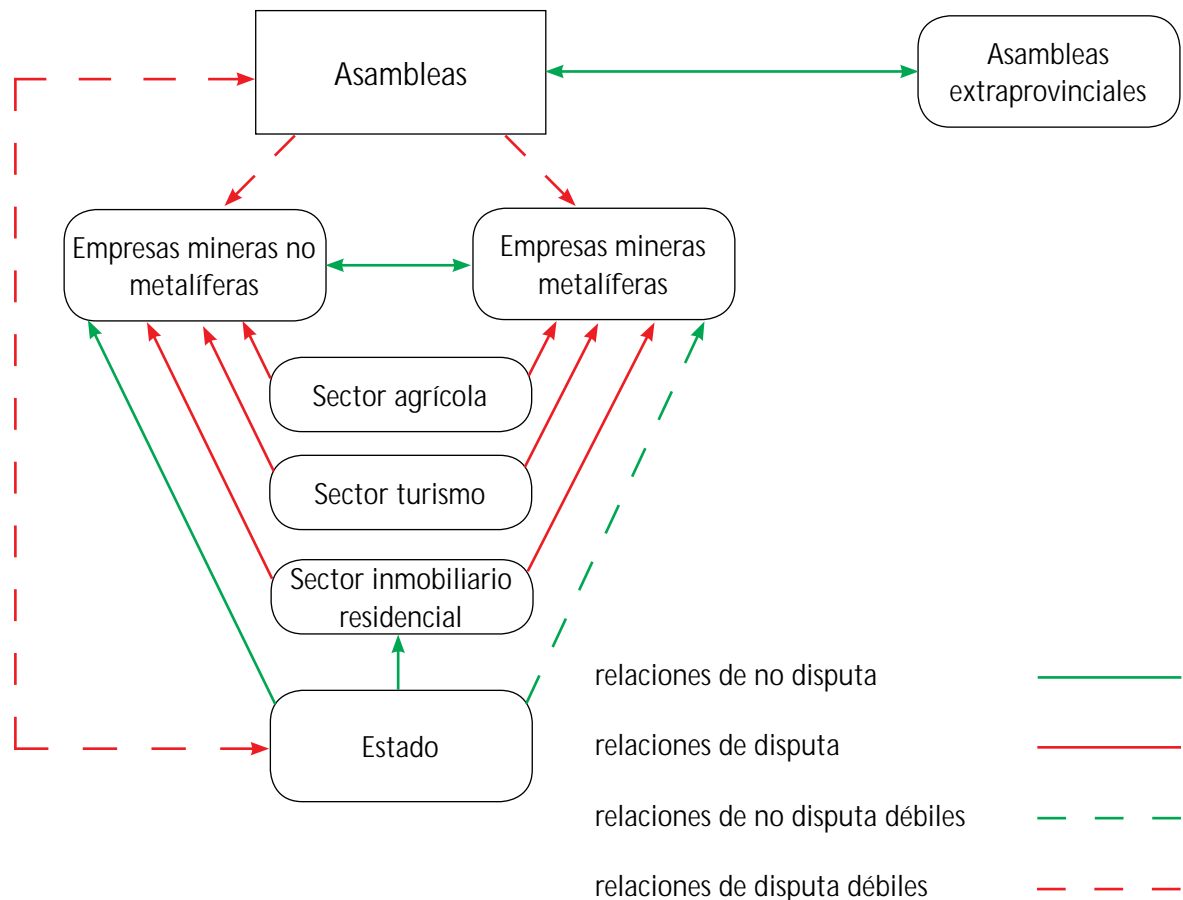 Asambleas
Asambleas
extraprovinciales
Empresas mineras no
metalíferas
Empresas mineras
metalíferas
Sector agrícola
Sector turismo
Sector inmobiliario
residencial
Estado
relaciones de no disputa
relaciones de disputa
relaciones de no disputa débiles
relaciones de disputa débiles